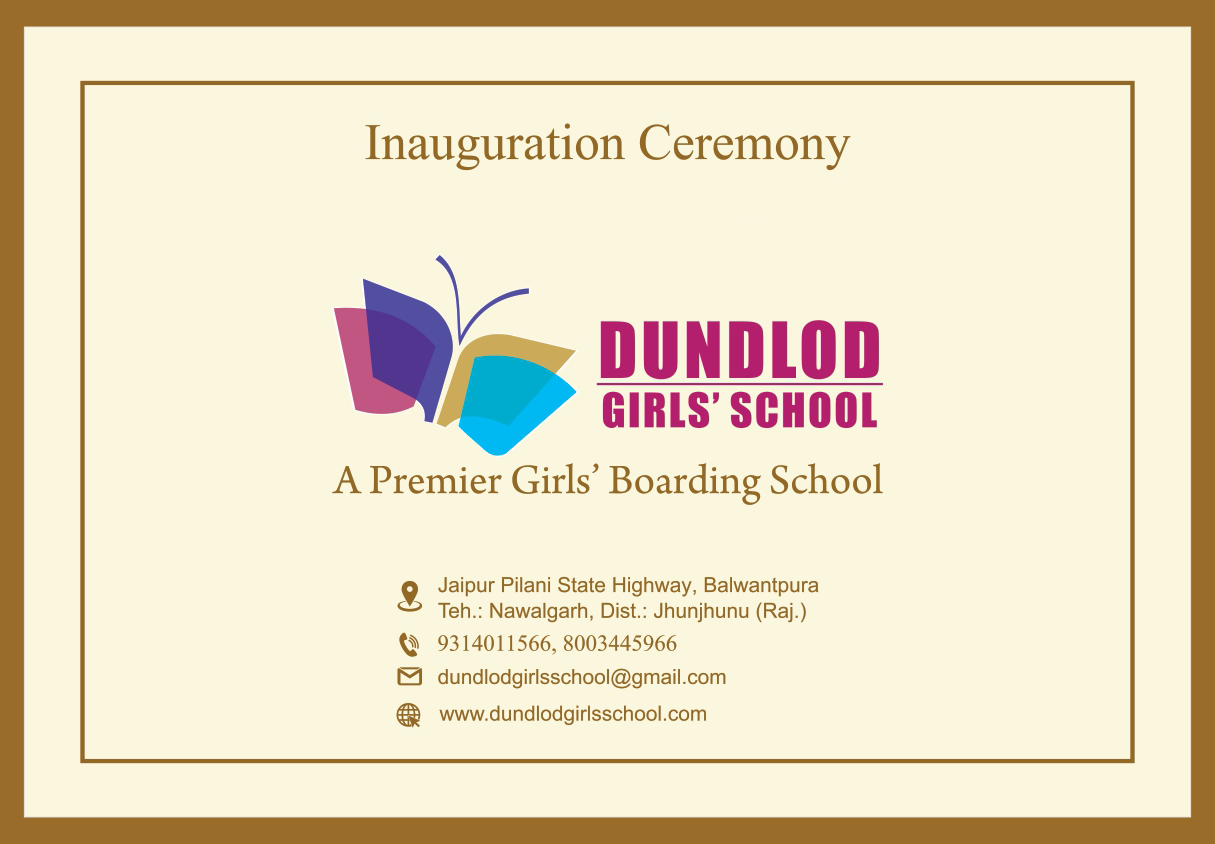 Inauguration Ceremony
DUNDLOD
GIRLS’ SCHOOL
A Premier Girls’ Boarding School
Jaipur Pilani State Highway, Balwantpura
Teh.: Nawalgarh, Dist.: Jhunjhunu (Raj.)
9314011566, 8003445966
dundlodgirlsschool@gmail.com
www.dundlodgirlsschool.com